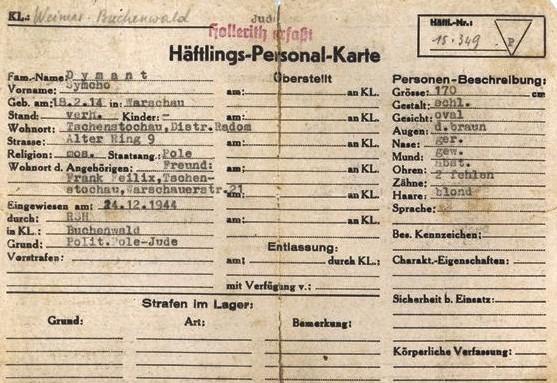 KL.: Weimar-Buchenwald
Jude
Hollerith erfaßt
Häftl.-Nr.:
15.349
P
Häftlings-Personal-Karte
Fam.-Name: Dymant
Vorname: Symcho
Geb. am: 18.2.14 in: Warschau
Stand: verh. Kinder: -
Wohnort: Tschenstochau, Distr. Radom
Strasse: Alter Ring 9
Religion: mos. Staatsang.: Pole
Wohnort d. Angehörigen: Freund:
Frank Feilix, Tschen-
stochau, Warschauerstr. 21
Eingewiesen am: 24.12.1944
durch: RSH
in KL.: Buchenwald
Grund: Polit. Pole-Jude
Vorstrafen:
Überstellt
am: an KL.
am: an KL.
am: an KL.
am: an KL.
am: an KL.
am: an KL.
Entlassung:
am: durch KL.:
mit Verfügung v.:
Personen-Beschreibung:
Grösse: 170 cm
Gestalt: schl.
Gesicht: oval
Augen: d.braun
Nase: ger.
Mund: gew.
Ohren: abst.
Zähne: 2 fehlen
Haare: blond
Sprache:
Bes. Kennzeichen:
Charakt.-Eigenschaften:
Sicherheit b. Einsatz:
Körperliche Verfassung:
Strafen im Lager:
Grund: Art: Bemerkung: